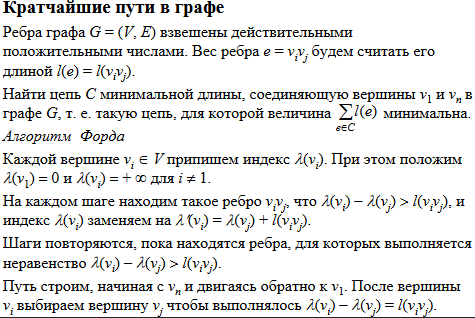 Кратчайшие пути в графе
Ребра графа G = (V, E) взвешены действительными
положительными числами. Вес ребра e = vᵢvⱼ будем считать его
длиной l(e) = l(vᵢvⱼ).
Найти цепь C минимальной длины, соединяющую вершины v₁ и vₙ в
графе G, т. е. такую цепь, для которой величина ∑_{e∈C} l(e) минимальна.
Алгоритм Форда
Каждой вершине vᵢ ∈ V припишем индекс λ(vᵢ). При этом положим
λ(v₁) = 0 и λ(vᵢ) = + ∞ для i ≠ 1.
На каждом шаге находим такое ребро vᵢvⱼ, что λ(vᵢ) – λ(vⱼ) > l(vᵢvⱼ), и
индекс λ(vᵢ) заменяем на λ′(vᵢ) = λ(vⱼ) + l(vᵢvⱼ).
Шаги повторяются, пока находятся ребра, для которых выполняется
неравенство λ(vᵢ) – λ(vⱼ) > l(vᵢvⱼ).
Путь строим, начиная с vₙ и двигаясь обратно к v₁. После вершины
vᵢ выбираем вершину vⱼ чтобы выполнялось λ(vᵢ) – λ(vⱼ) = l(vᵢvⱼ).